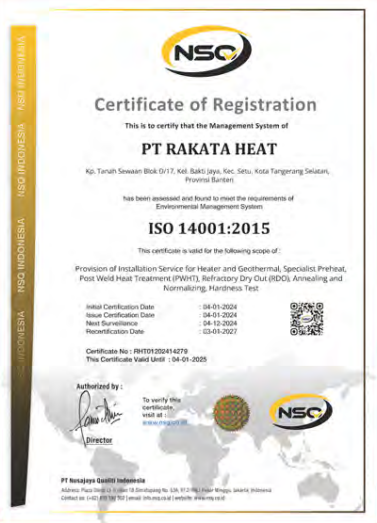 NSQ
Certificate of Registration
This is to certify that the Management System of
PT RAKATA HEAT
Kp. Tanah Sewaan Blok O/17, Kel. Bakti Jaya, Kec. Setu, Kota Tangerang Selatan,
Provinsi Banten
has been assessed and found to meet the requirements of
Environmental Management System
ISO 14001:2015
This certificate is valid for the following scope of :
Provision of Installation Service for Heater and Geothermal, Specialist Preheat,
Post Weld Heat Treatment (PWHT), Refractory Dry Out (RDO), Annealing and
Normalizing, Hardness Test
Initial Certification Date : 04-01-2024
Issue Certification Date : 04-01-2024
Next Surveillance : 04-12-2024
Recertification Date : 03-01-2027
Certificate No : RHT01202414279
This Certificate Valid Until : 04-01-2025
Authorized by :
To verify this
certificate
visit at :
Director
NSQ
PT Nusajaya Qualiti Indonesia
Address: Plaza Minggu, Jakarta, Indonesia
NSQ INDONESIA
NSQ INDONESIA
NSQ INDONESIA
NSQ INDONESIA